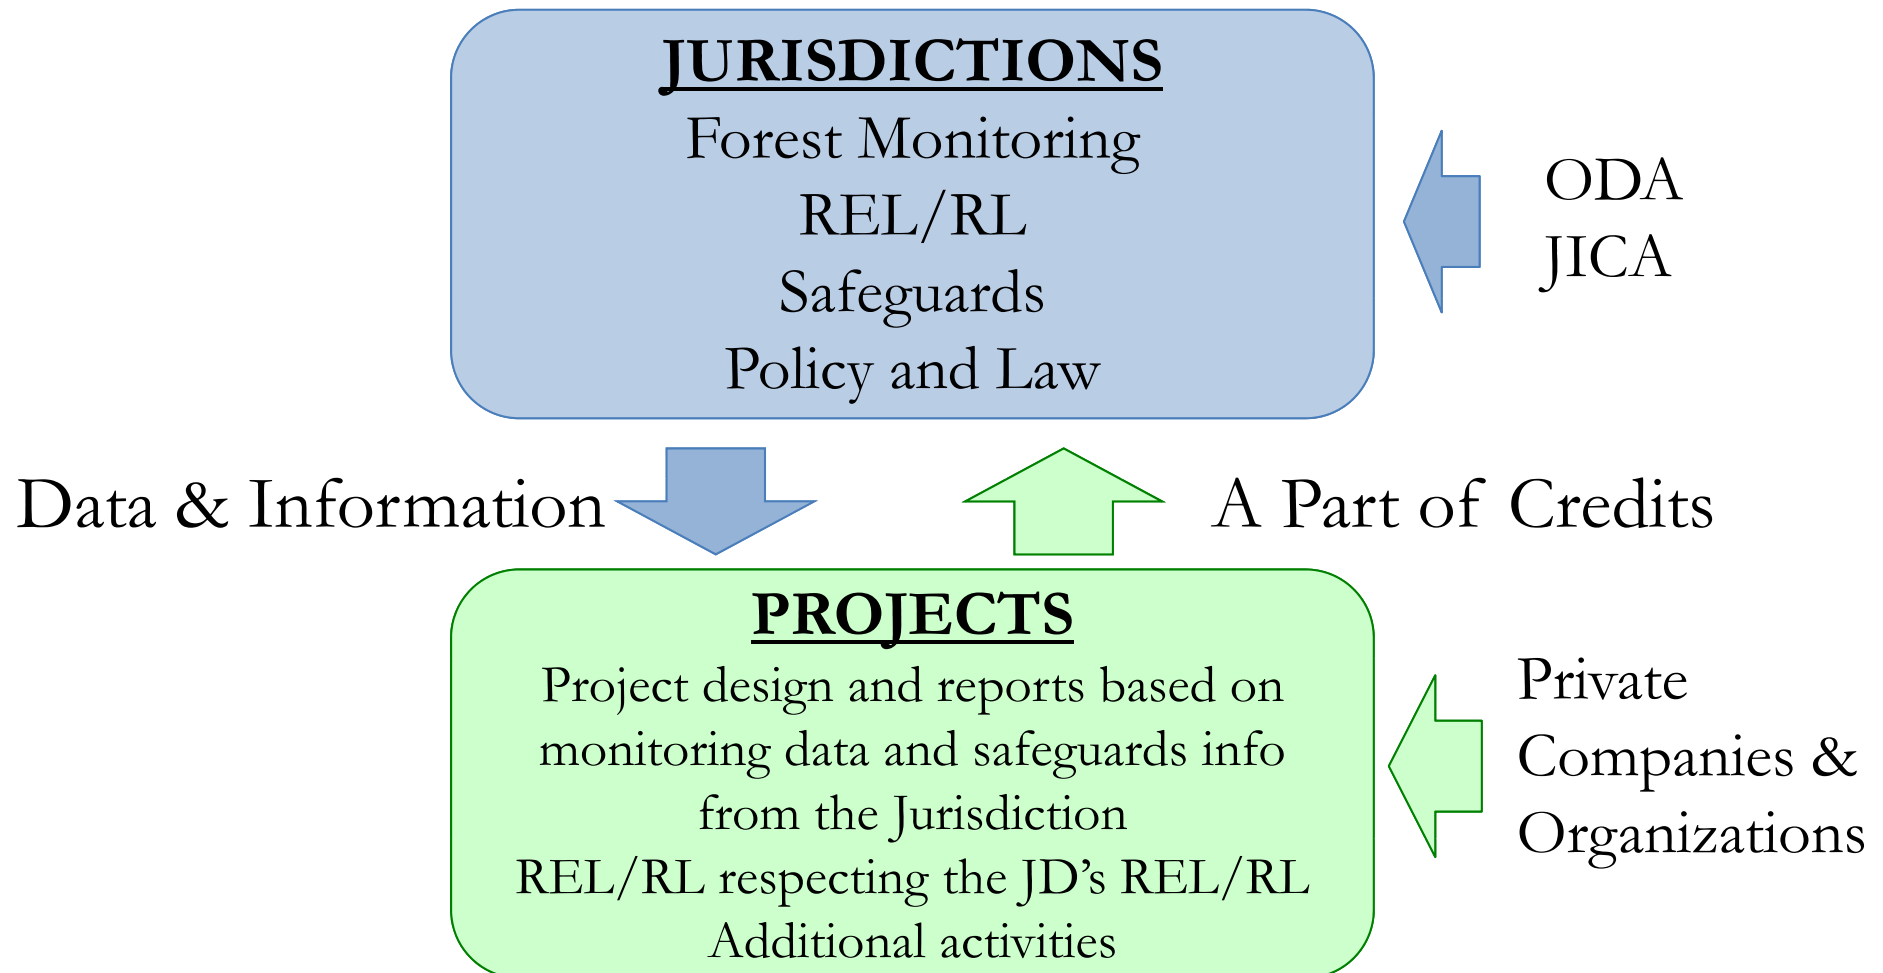 JURISDICTIONS
Forest Monitoring
REL/RL
Safeguards
Policy and Law
ODA
JICA
Data & Information
A Part of Credits
PROJECTS
Project design and reports based on
monitoring data and safeguards info
from the Jurisdiction
REL/RL respecting the JD’s REL/RL
Additional activities
Private
Companies &
Organizations